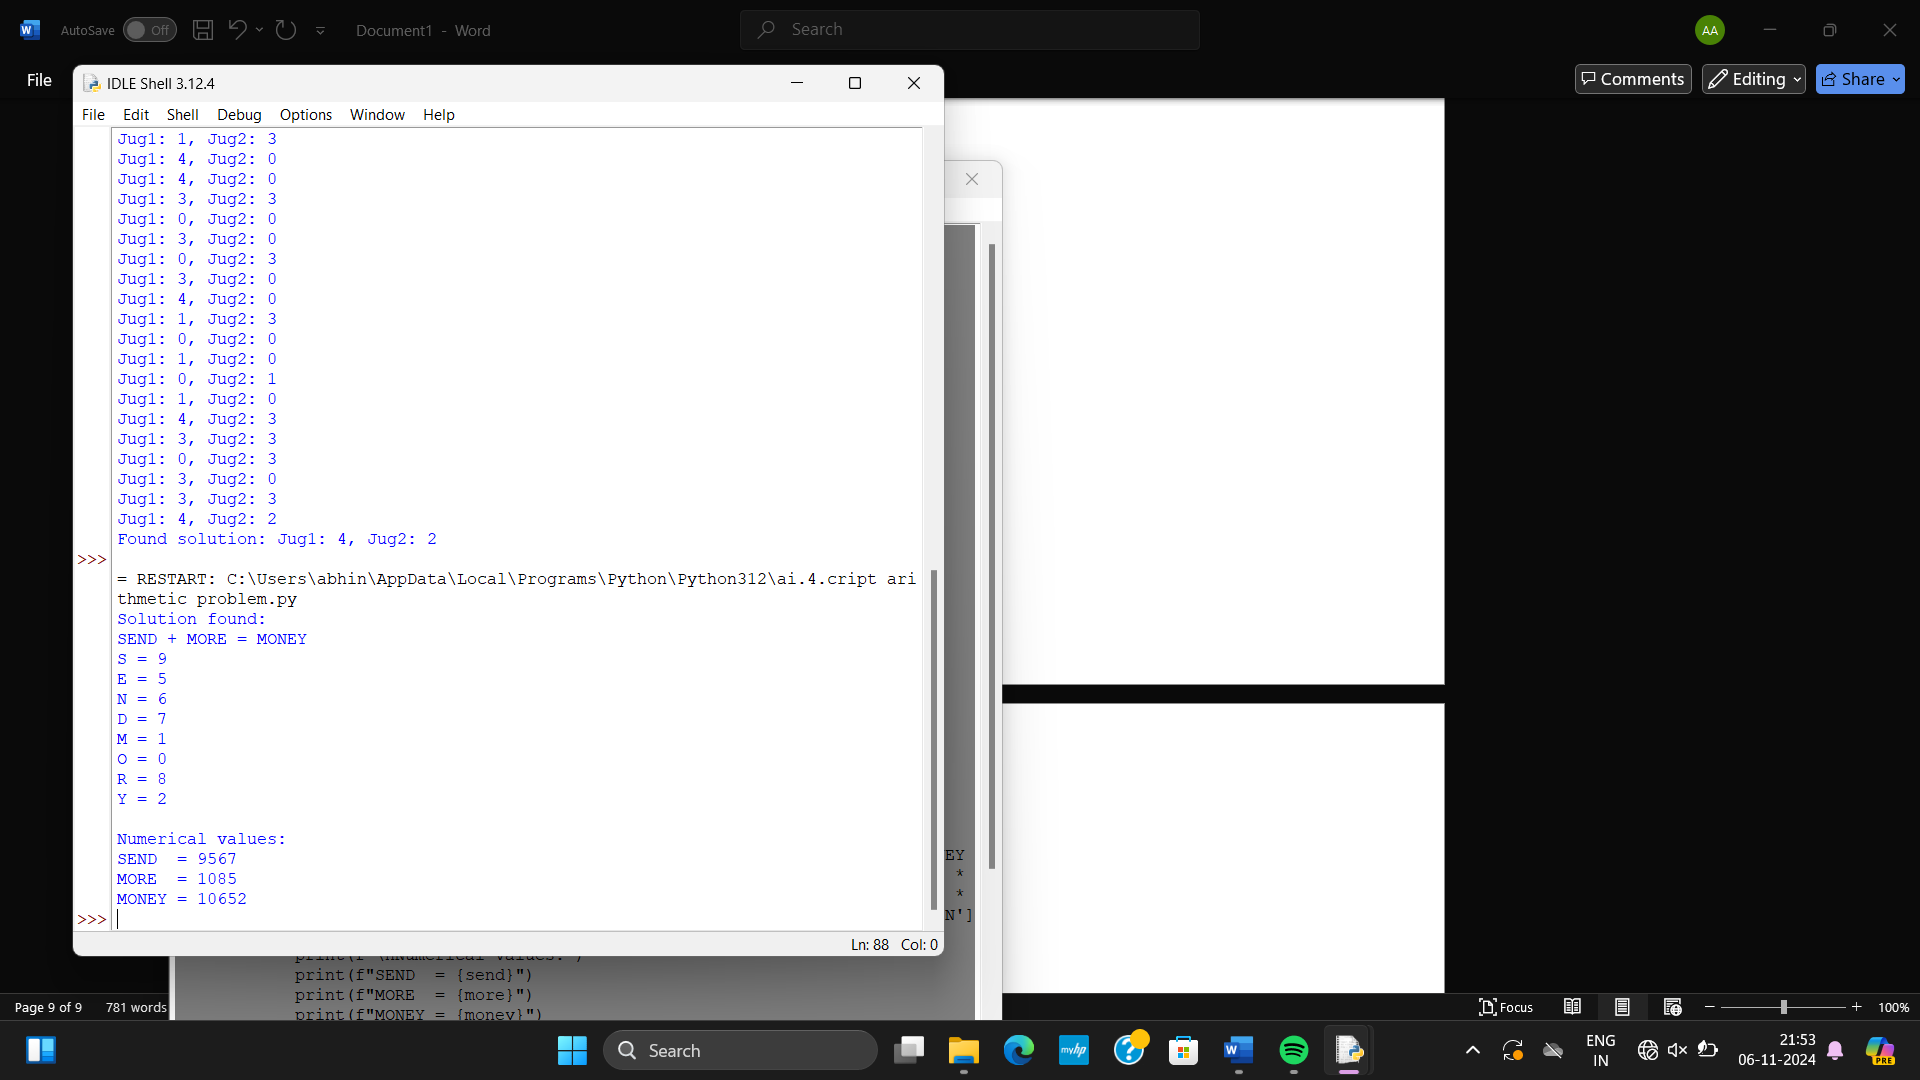 AutoSave Off Document1 - Word Search AA
File Comments Editing Share
IDLE Shell 3.12.4
File Edit Shell Debug Options Window Help
Jug1: 1, Jug2: 3
Jug1: 4, Jug2: 0
Jug1: 4, Jug2: 0
Jug1: 3, Jug2: 3
Jug1: 0, Jug2: 0
Jug1: 3, Jug2: 0
Jug1: 0, Jug2: 3
Jug1: 3, Jug2: 0
Jug1: 4, Jug2: 0
Jug1: 1, Jug2: 3
Jug1: 0, Jug2: 0
Jug1: 1, Jug2: 0
Jug1: 0, Jug2: 1
Jug1: 1, Jug2: 0
Jug1: 4, Jug2: 3
Jug1: 3, Jug2: 3
Jug1: 0, Jug2: 3
Jug1: 3, Jug2: 0
Jug1: 3, Jug2: 3
Jug1: 4, Jug2: 2
Found solution: Jug1: 4, Jug2: 2
>>>
= RESTART: C:\Users\abhin\AppData\Local\Programs\Python\Python312\ai.4.cript ari
thmetic problem.py
Solution found:
SEND + MORE = MONEY
S = 9
E = 5
N = 6
D = 7
M = 1
O = 0
R = 8
Y = 2
Numerical values:
SEND  = 9567
MORE  = 1085
MONEY = 10652
>>>
Ln: 88 Col: 0
EY
*
*
N']
print(f"\nNumerical values:")
print(f"SEND  = {send}")
print(f"MORE  = {more}")
print(f"MONEY = {money}")
Page 9 of 9 781 words Focus 100%
Search myhp ENG IN 21:53 06-11-2024 PRE